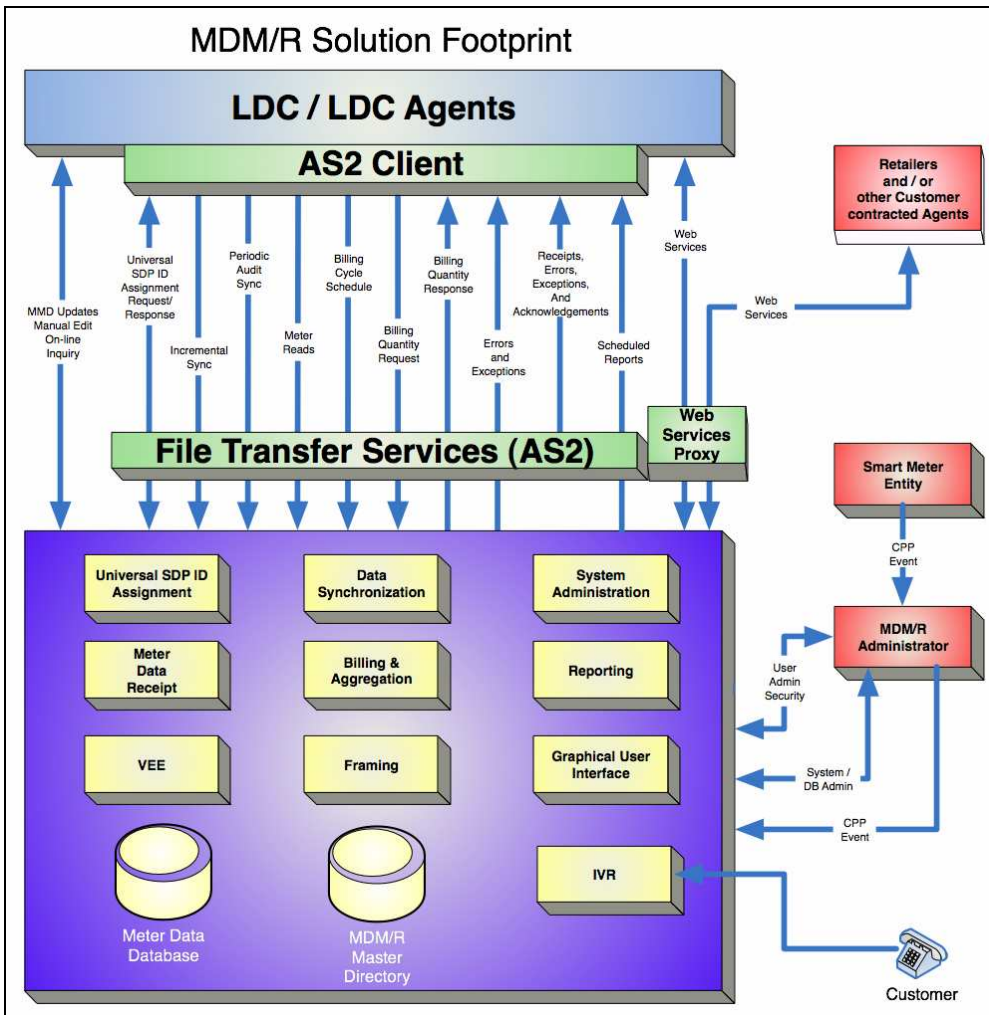 MDM/R Solution Footprint
LDC / LDC Agents
AS2 Client
Retailers
and / or
other Customer
contracted Agents
MMD Updates
Manual Edit
On-line
Inquiry
Universal
SDP ID
Assignment
Request/
Response
Incremental
Sync
Periodic
Audit
Sync
Meter
Reads
Billing
Cycle
Schedule
Billing
Quantity
Request
Billing
Quantity
Response
Errors
and
Exceptions
Receipts,
Errors,
Exceptions,
And
Acknowledgements
Scheduled
Reports
Web
Services
Web
Services
File Transfer Services (AS2)
Web
Services
Proxy
Smart Meter
Entity
CPP
Event
MDM/R
Administrator
User
Admin
Security
System /
DB Admin
CPP
Event
Universal SDP ID
Assignment
Data
Synchronization
System
Administration
Meter
Data
Receipt
Billing &
Aggregation
Reporting
VEE
Framing
Graphical User
Interface
Meter Data
Database
MDM/R
Master
Directory
IVR
Customer